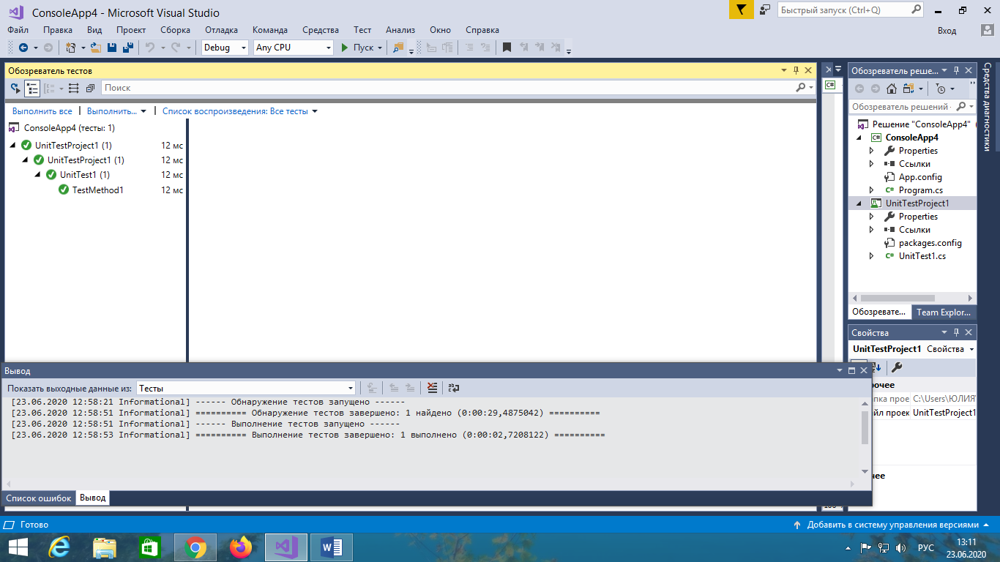 ConsoleApp4 - Microsoft Visual Studio
Быстрый запуск (Ctrl+Q)
Файл Правка Вид Проект Сборка Отладка Команда Средства Тест Анализ Окно Справка
Вход
Debug Any CPU Пуск
Обозреватель тестов
Поиск
Выполнить все Выполнить... Список воспроизведения: Все тесты
ConsoleApp4 (тесты: 1)
UnitTestProject1 (1) 12 мс
UnitTestProject1 (1) 12 мс
UnitTest1 (1) 12 мс
TestMethod1 12 мс
C#
Обозреватель реше...
Обозреватель решений
Решение "ConsoleApp4"
C# ConsoleApp4
Properties
Ссылки
App.config
C# Program.cs
UnitTestProject1
Properties
Ссылки
packages.config
C# UnitTest1.cs
Обозревате... Team Explor...
Средства диагностики
Свойства
UnitTestProject1 Свойства
рочее
пка прое C:\Users\ЮЛИЯ\
йл проек UnitTestProject1
чее
Вывод
Показать выходные данные из: Тесты
[23.06.2020 12:58:21 Informational] ------ Обнаружение тестов запущено ------
[23.06.2020 12:58:51 Informational] ========== Обнаружение тестов завершено: 1 найдено (0:00:29,4875042) ==========
[23.06.2020 12:58:51 Informational] ------ Выполнение тестов запущено ------
[23.06.2020 12:58:53 Informational] ========== Выполнение тестов завершено: 1 выполнено (0:00:02,7208122) ==========
Список ошибок Вывод
Готово
Добавить в систему управления версиями
РУС
13:11
23.06.2020